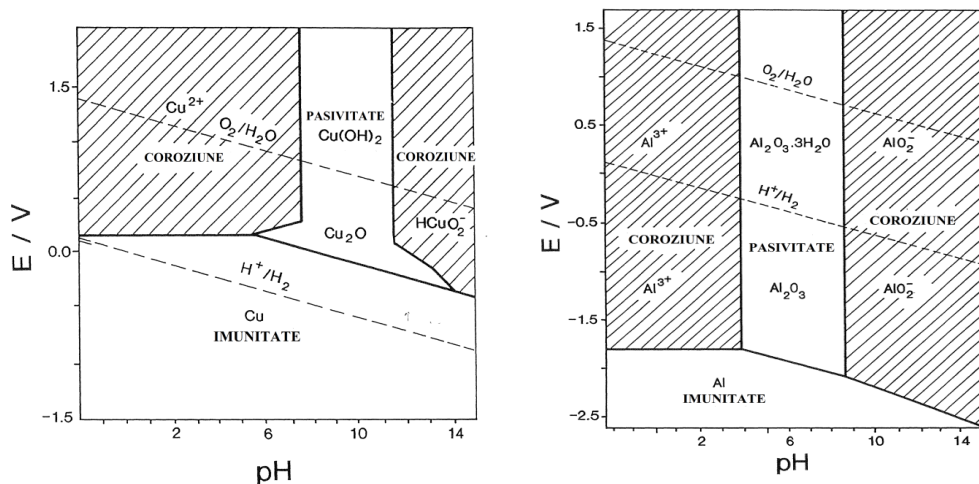 1.5
0.0
−1.5
E / V
Cu²⁺
O₂/H₂O
COROZIUNE
PASIVITATE
Cu(OH)₂
COROZIUNE
HCuO₂⁻
Cu₂O
H⁺/H₂
Cu
IMUNITATE
2
6
10
14
pH
1.5
0.5
−0.5
−1.5
−2.5
E / V
O₂/H₂O
Al³⁺
Al₂O₃.3H₂O
AlO₂⁻
H⁺/H₂
COROZIUNE
PASIVITATE
COROZIUNE
Al³⁺
Al₂O₃
AlO₂⁻
Al
IMUNITATE
2
6
10
14
pH